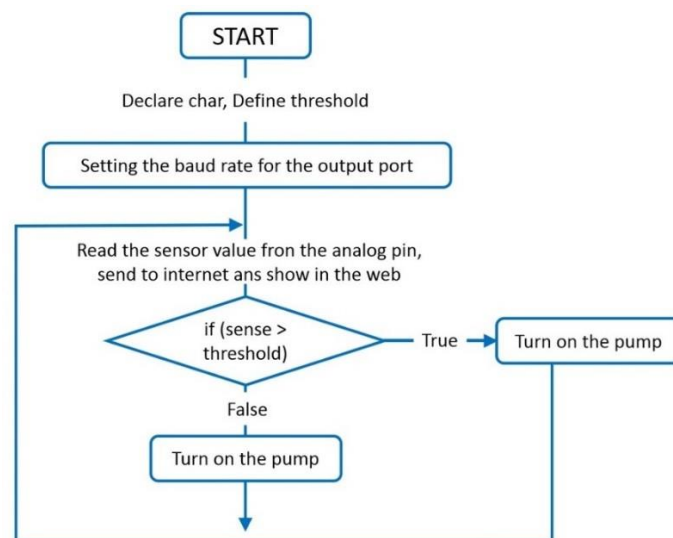 START
Declare char, Define threshold
Setting the baud rate for the output port
Read the sensor value fron the analog pin,
send to internet ans show in the web
if (sense >
threshold)
True
Turn on the pump
False
Turn on the pump